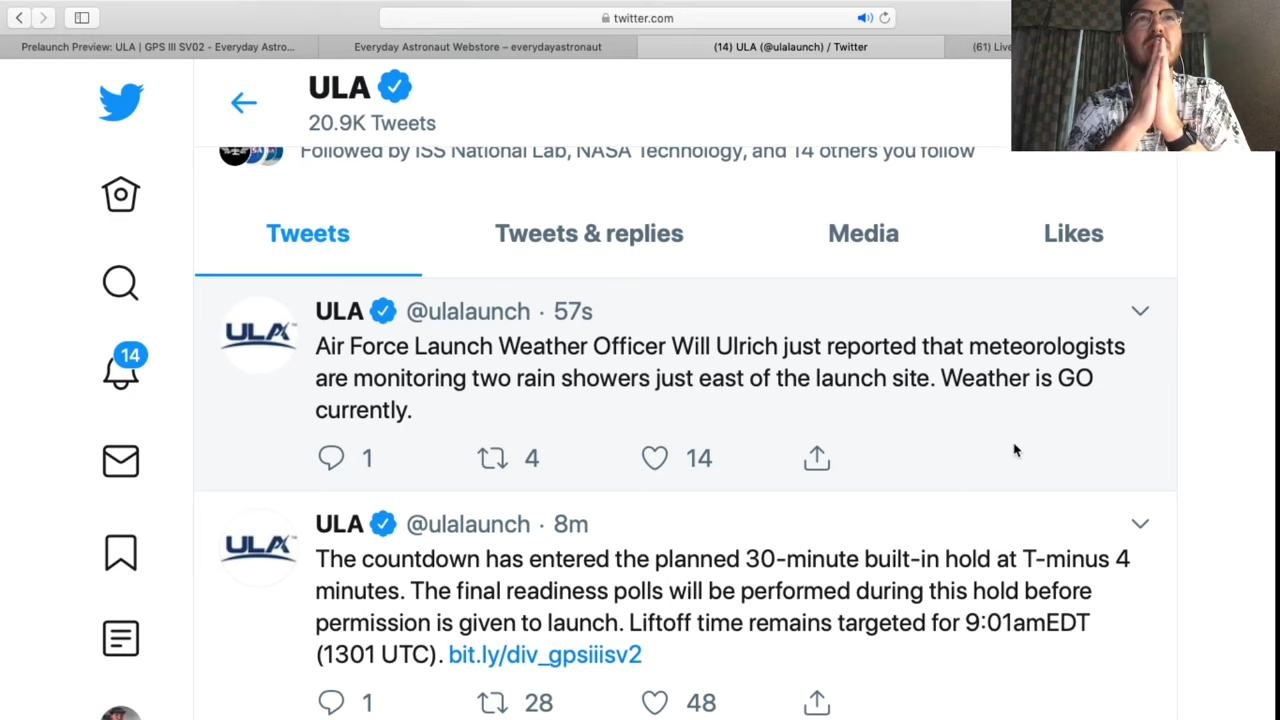 twitter.com
Prelaunch Preview: ULA | GPS III SV02 - Everyday Astro...
Everyday Astronaut Webstore – everydayastronaut
(14) ULA (@ulalaunch) / Twitter
(61) Live
ULA
20.9K Tweets
Followed by ISS National Lab, NASA Technology, and 14 others you follow
Tweets
Tweets & replies
Media
Likes
14
ULA
ULA @ulalaunch · 57s
Air Force Launch Weather Officer Will Ulrich just reported that meteorologists
are monitoring two rain showers just east of the launch site. Weather is GO
currently.
1
4
14
ULA
ULA @ulalaunch · 8m
The countdown has entered the planned 30-minute built-in hold at T-minus 4
minutes. The final readiness polls will be performed during this hold before
permission is given to launch. Liftoff time remains targeted for 9:01amEDT
(1301 UTC). bit.ly/div_gpsiiisv2
1
28
48